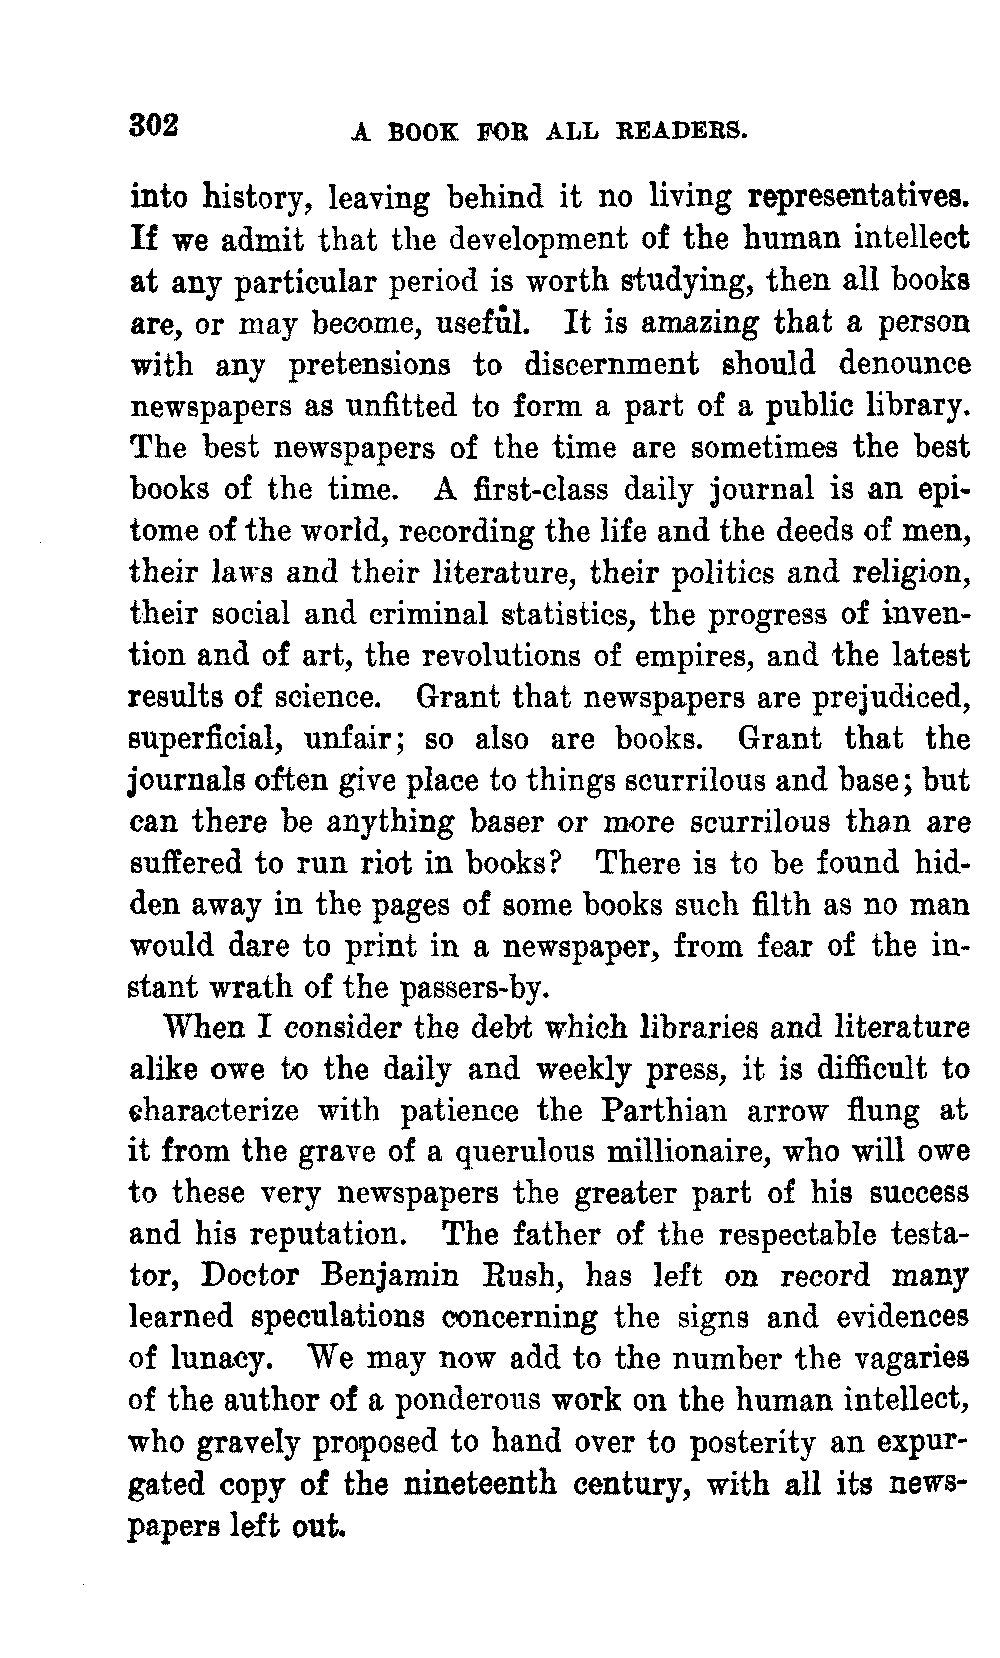 302
A BOOK FOR ALL READERS.
into history, leaving behind it no living representatives.
If we admit that the development of the human intellect
at any particular period is worth studying, then all books
are, or may become, useful. It is amazing that a person
with any pretensions to discernment should denounce
newspapers as unfitted to form a part of a public library.
The best newspapers of the time are sometimes the best
books of the time. A first-class daily journal is an epi-
tome of the world, recording the life and the deeds of men,
their laws and their literature, their politics and religion,
their social and criminal statistics, the progress of inven-
tion and of art, the revolutions of empires, and the latest
results of science. Grant that newspapers are prejudiced,
superficial, unfair; so also are books. Grant that the
journals often give place to things scurrilous and base; but
can there be anything baser or more scurrilous than are
suffered to run riot in books? There is to be found hid-
den away in the pages of some books such filth as no man
would dare to print in a newspaper, from fear of the in-
stant wrath of the passers-by.
When I consider the debt which libraries and literature
alike owe to the daily and weekly press, it is difficult to
characterize with patience the Parthian arrow flung at
it from the grave of a querulous millionaire, who will owe
to these very newspapers the greater part of his success
and his reputation. The father of the respectable testa-
tor, Doctor Benjamin Rush, has left on record many
learned speculations concerning the signs and evidences
of lunacy. We may now add to the number the vagaries
of the author of a ponderous work on the human intellect,
who gravely proposed to hand over to posterity an expur-
gated copy of the nineteenth century, with all its news-
papers left out.